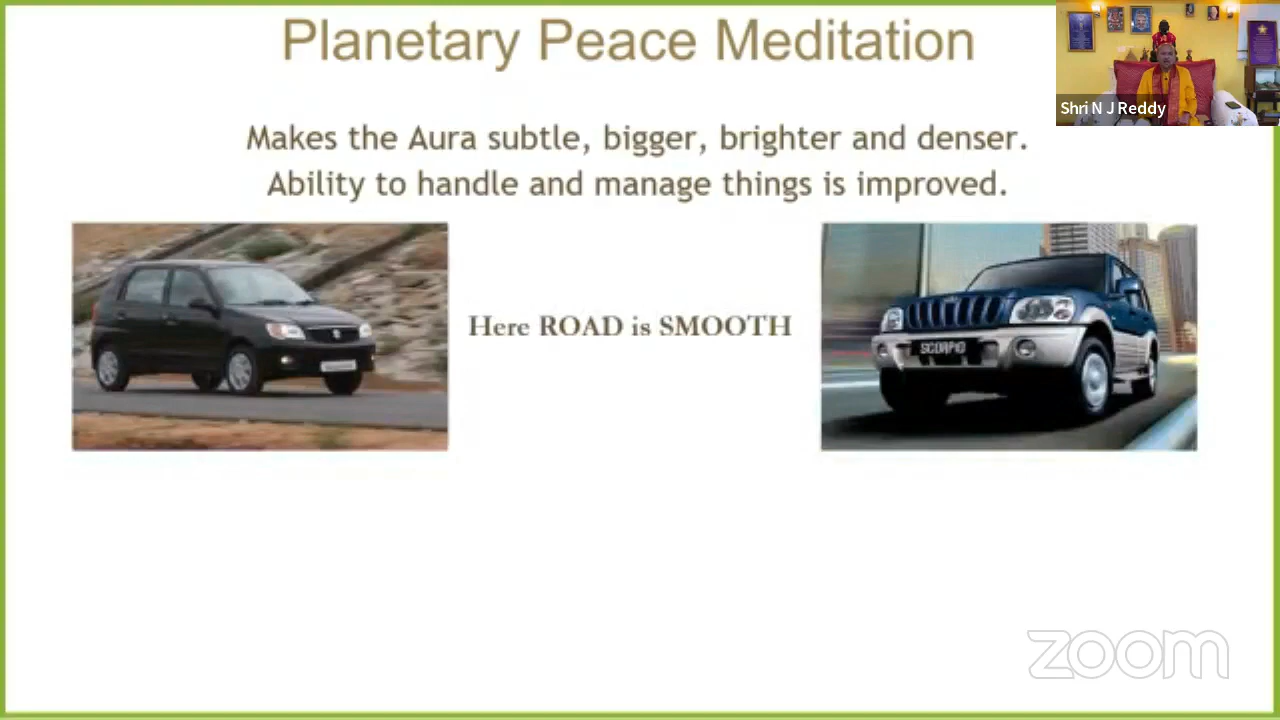 Planetary Peace Meditation
Shri N J Reddy
Makes the Aura subtle, bigger, brighter and denser.
Ability to handle and manage things is improved.
Here ROAD is SMOOTH
SCORPIO
zoom